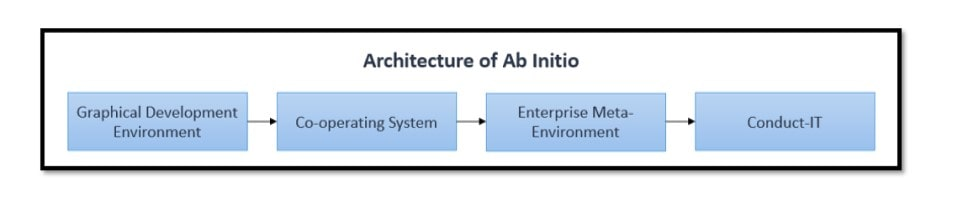 Architecture of Ab Initio
Graphical Development
Environment
Co-operating System
Enterprise Meta-
Environment
Conduct-IT